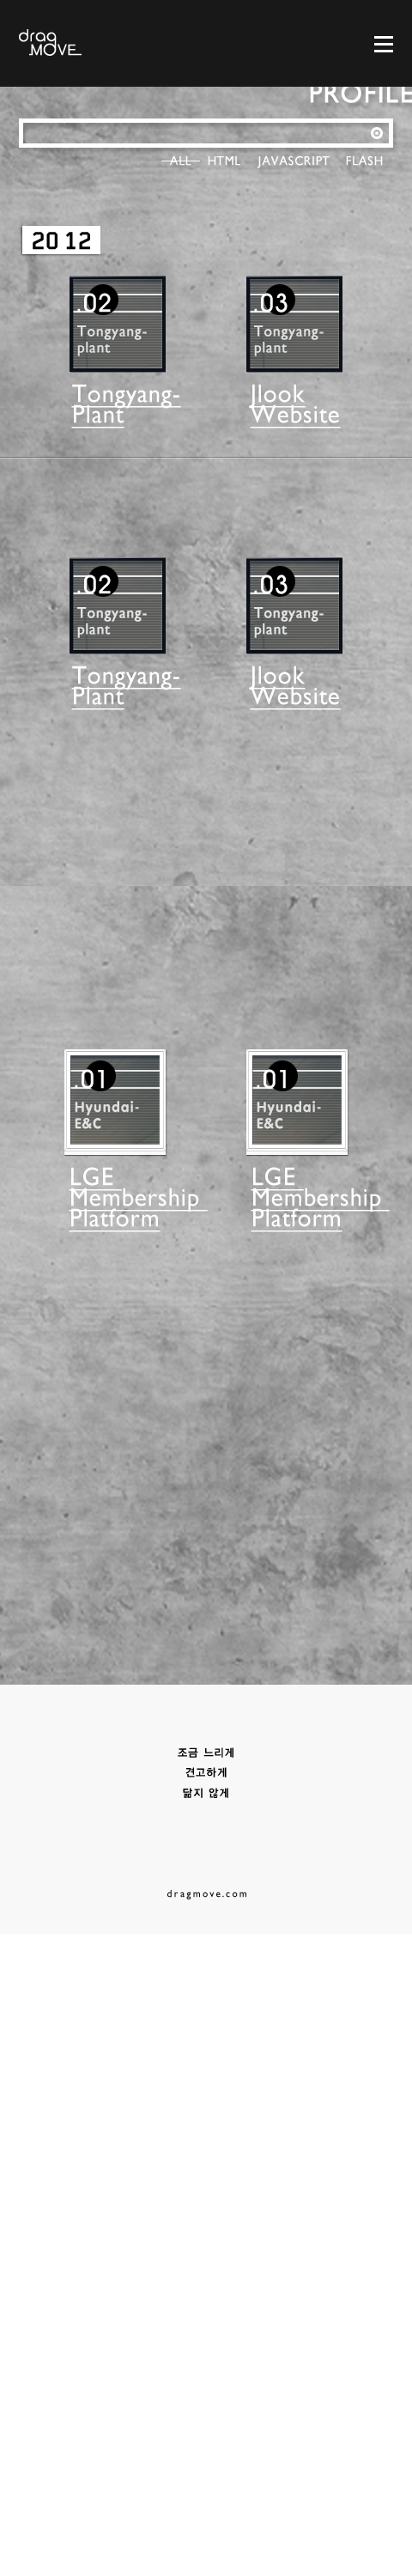 drag
MOVE
PROFILE
ALL HTML JAVASCRIPT FLASH
20 12
.02
Tongyang-
plant
Tongyang-
Plant
.03
Tongyang-
plant
Jlook
Website
.02
Tongyang-
plant
Tongyang-
Plant
.03
Tongyang-
plant
Jlook
Website
.01
Hyundai-
E&C
LGE
Membership
Platform
.01
Hyundai-
E&C
LGE
Membership
Platform
조금 느리게
견고하게
닮지 않게
dragmove.com